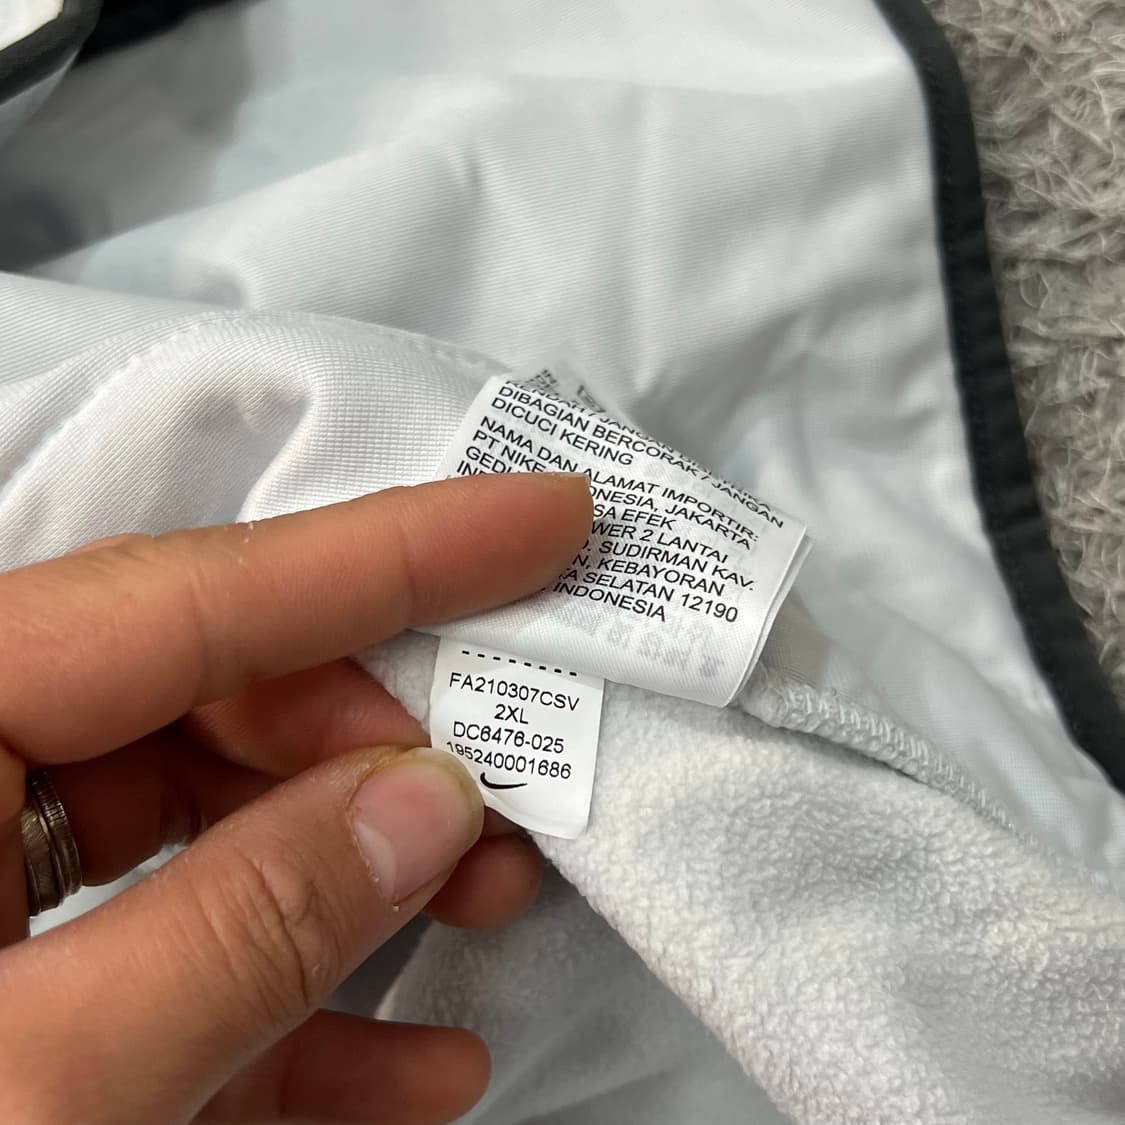 DIBAGIAN BERCORAK / JANGAN
DICUCI KERING
NAMA DAN ALAMAT IMPORTIR:
PT NIKE ONESIA, JAKARTA
SA EFEK
WER 2 LANTAI
SUDIRMAN KAV.
N, KEBAYORAN
SELATAN 12190
INDONESIA
FA210307CSV
2XL
DC6476-025
195240001686